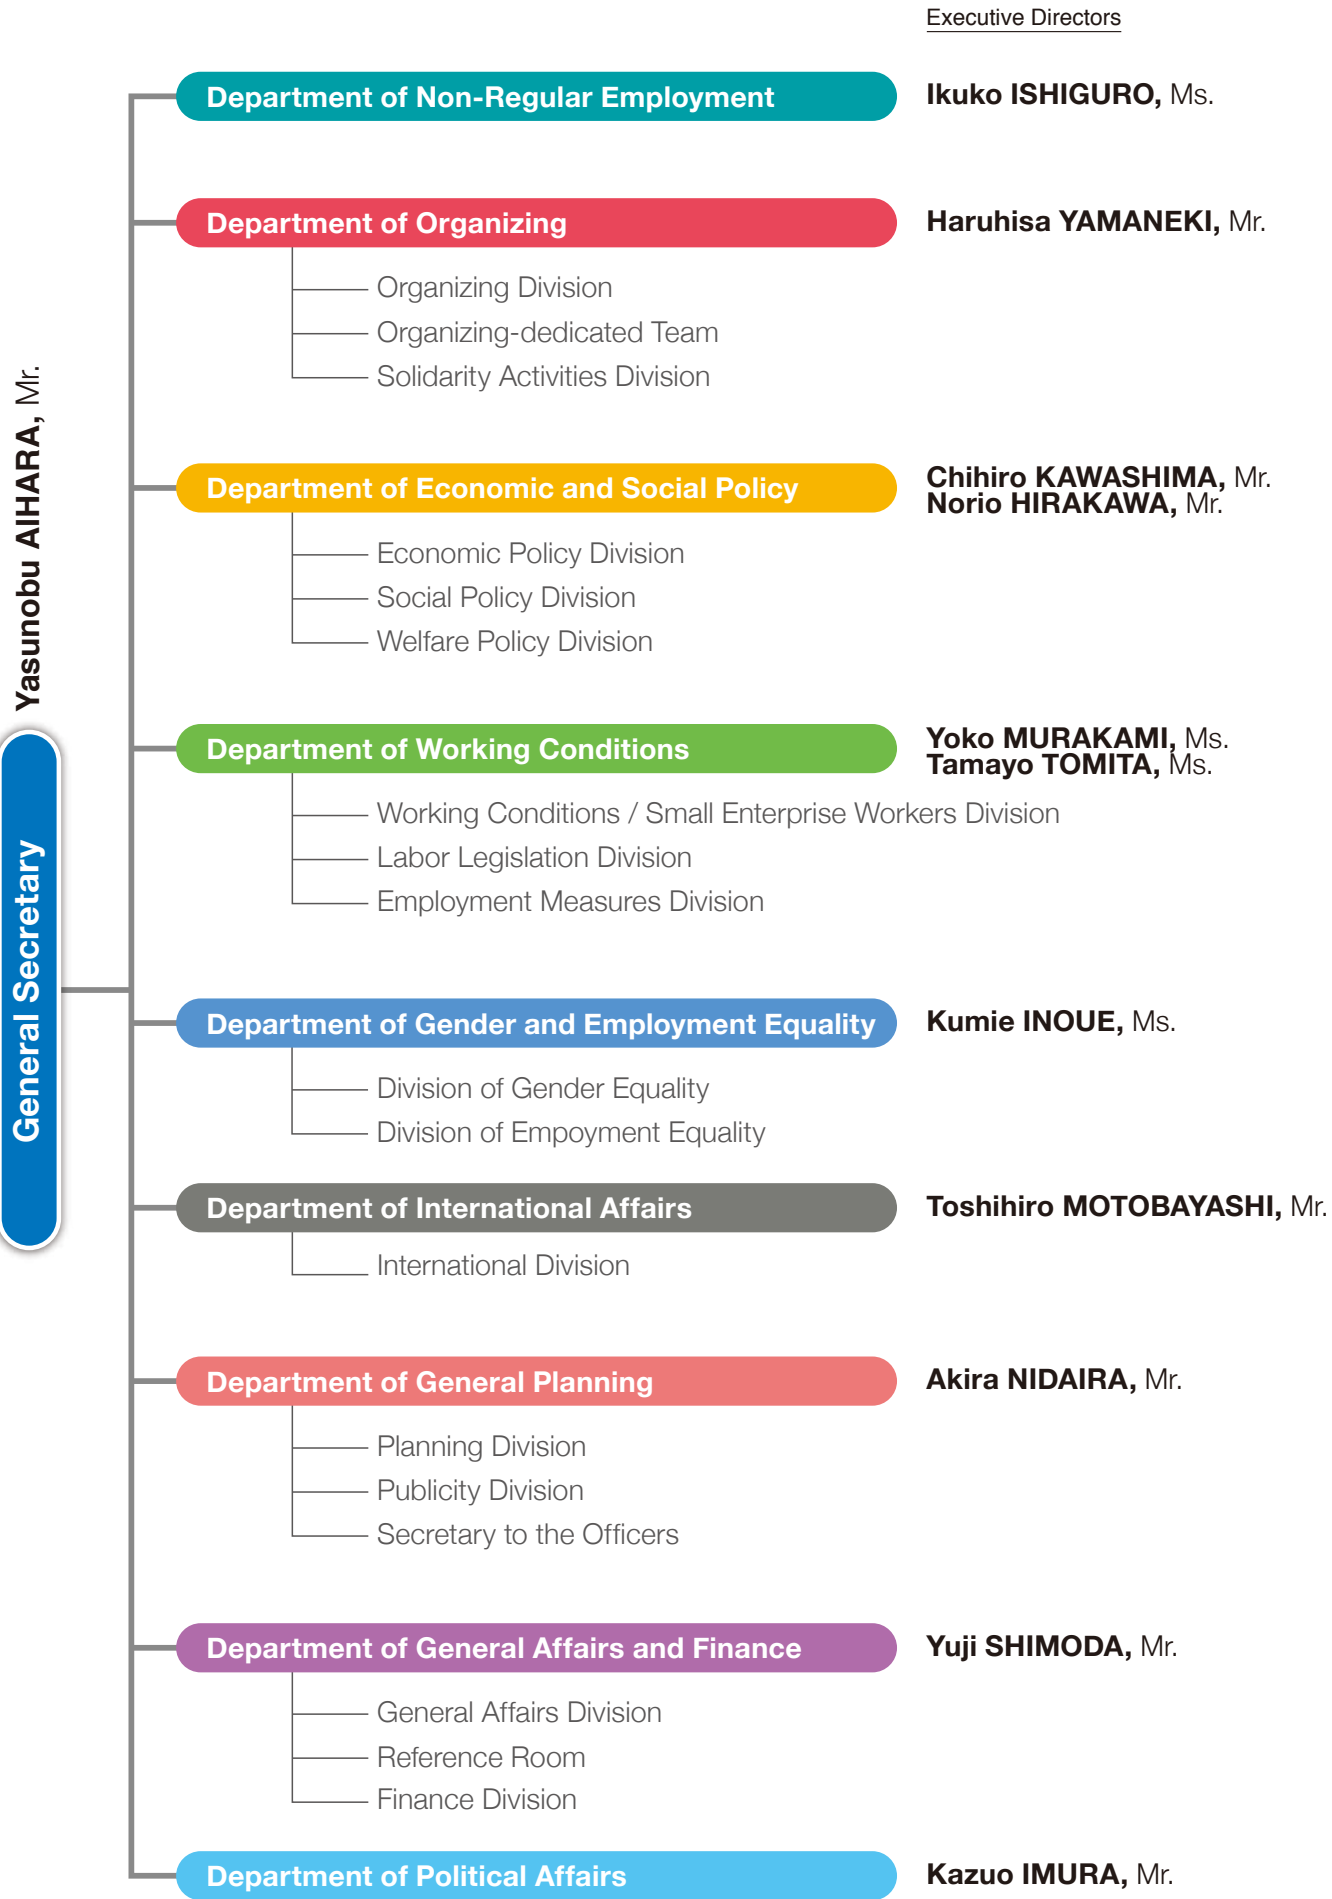 Executive Directors
General Secretary
Yasunobu AIHARA, Mr.
Department of Non-Regular Employment
Ikuko ISHIGURO, Ms.
Department of Organizing
Haruhisa YAMANEKI, Mr.
Organizing Division
Organizing-dedicated Team
Solidarity Activities Division
Department of Economic and Social Policy
Chihiro KAWASHIMA, Mr.
Norio HIRAKAWA, Mr.
Economic Policy Division
Social Policy Division
Welfare Policy Division
Department of Working Conditions
Yoko MURAKAMI, Ms.
Tamayo TOMITA, Ms.
Working Conditions / Small Enterprise Workers Division
Labor Legislation Division
Employment Measures Division
Department of Gender and Employment Equality
Kumie INOUE, Ms.
Division of Gender Equality
Division of Empoyment Equality
Department of International Affairs
Toshihiro MOTOBAYASHI, Mr.
International Division
Department of General Planning
Akira NIDAIRA, Mr.
Planning Division
Publicity Division
Secretary to the Officers
Department of General Affairs and Finance
Yuji SHIMODA, Mr.
General Affairs Division
Reference Room
Finance Division
Department of Political Affairs
Kazuo IMURA, Mr.